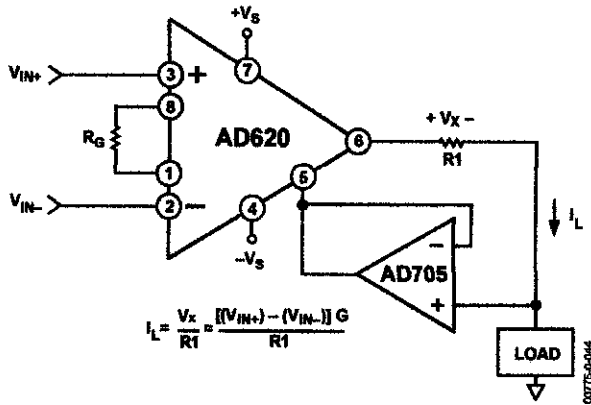 +VS
VIN+
3
+
7
8
RG
AD620
6
+ VX –
R1
1
5
VIN–
2
–
4
–VS
IL
–
AD705
+
IL = VX / R1 = [(VIN+) – (VIN–)] G / R1
LOAD
00775-0-044